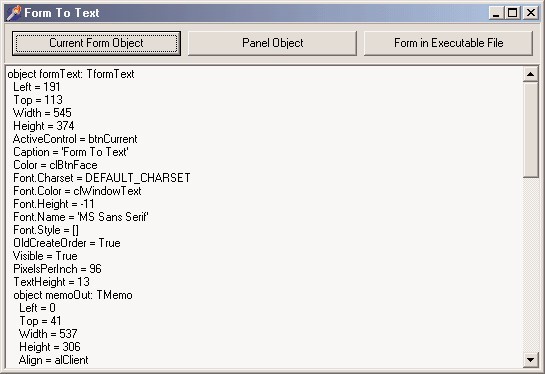 Form To Text
Current Form Object
Panel Object
Form in Executable File
object formText: TformText
Left = 191
Top = 113
Width = 545
Height = 374
ActiveControl = btnCurrent
Caption = 'Form To Text'
Color = clBtnFace
Font.Charset = DEFAULT_CHARSET
Font.Color = clWindowText
Font.Height = -11
Font.Name = 'MS Sans Serif'
Font.Style = []
OldCreateOrder = True
Visible = True
PixelsPerInch = 96
TextHeight = 13
object memoOut: TMemo
Left = 0
Top = 41
Width = 537
Height = 306
Align = alClient